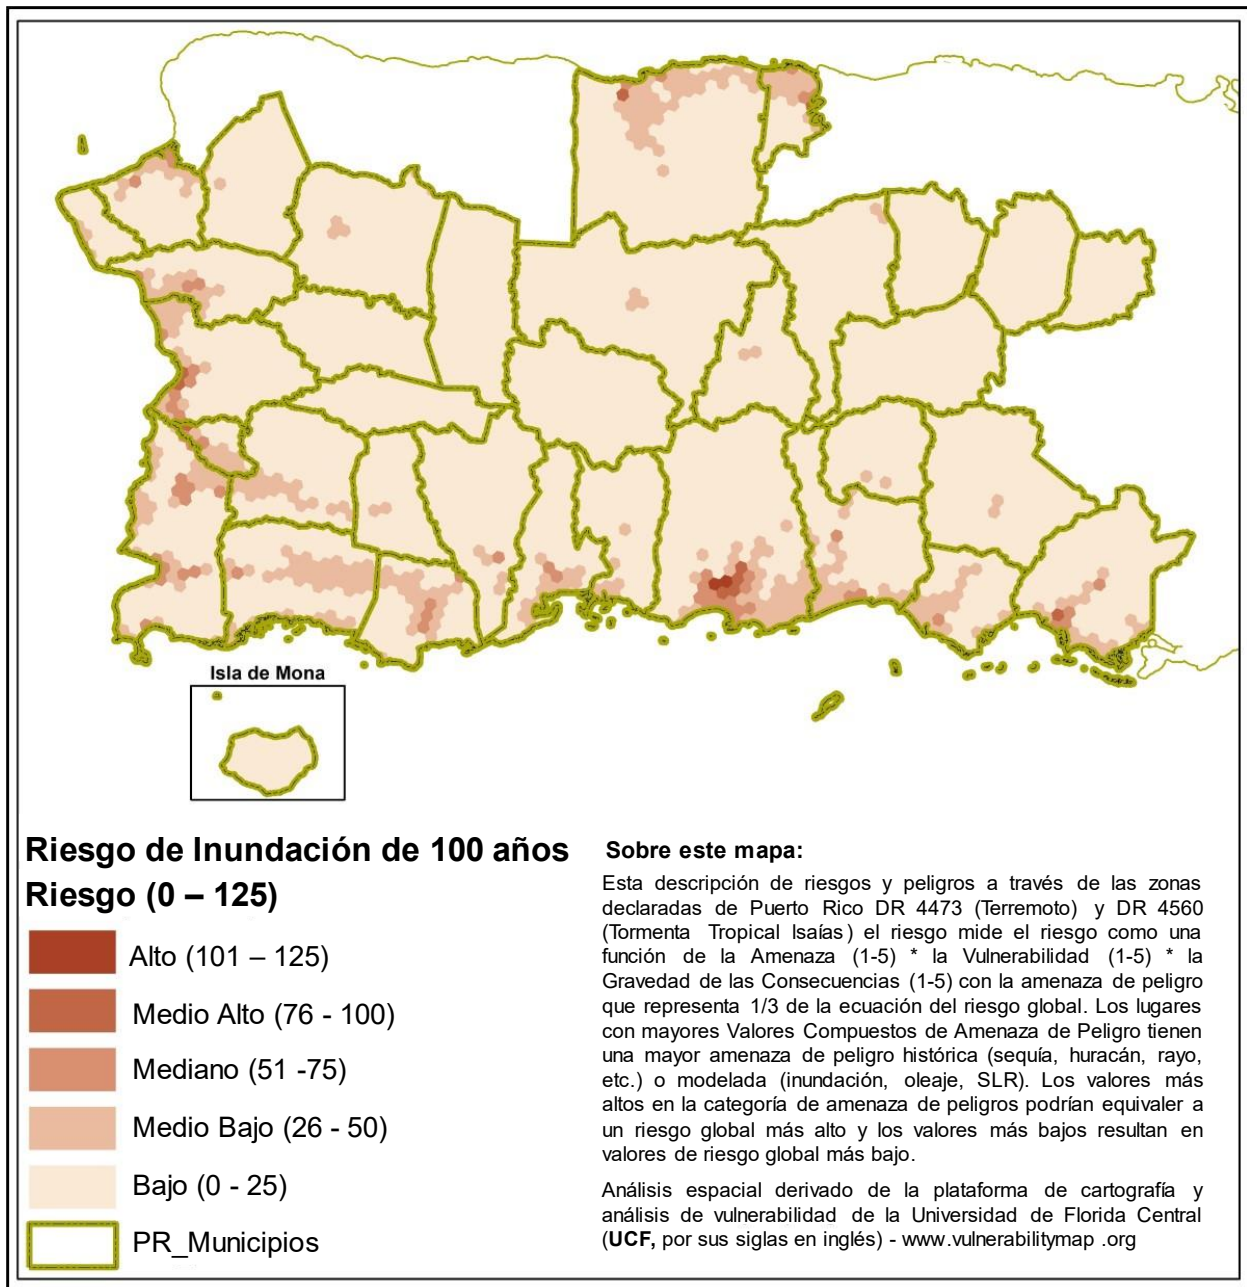 Isla de Mona
Riesgo de Inundación de 100 años
Riesgo (0 – 125)
Alto (101 – 125)
Medio Alto (76 - 100)
Mediano (51 -75)
Medio Bajo (26 - 50)
Bajo (0 - 25)
PR_Municipios
Sobre este mapa:
Esta descripción de riesgos y peligros a través de las zonas
declaradas de Puerto Rico DR 4473 (Terremoto) y DR 4560
(Tormenta Tropical Isaías) el riesgo mide el riesgo como una
función de la Amenaza (1-5) * la Vulnerabilidad (1-5) * la
Gravedad de las Consecuencias (1-5) con la amenaza de peligro
que representa 1/3 de la ecuación del riesgo global. Los lugares
con mayores Valores Compuestos de Amenaza de Peligro tienen
una mayor amenaza de peligro histórica (sequía, huracán, rayo,
etc.) o modelada (inundación, oleaje, SLR). Los valores más
altos en la categoría de amenaza de peligros podrían equivaler a
un riesgo global más alto y los valores más bajos resultan en
valores de riesgo global más bajo.
Análisis espacial derivado de la plataforma de cartografía y
análisis de vulnerabilidad de la Universidad de Florida Central
(UCF, por sus siglas en inglés) - www.vulnerabilitymap .org